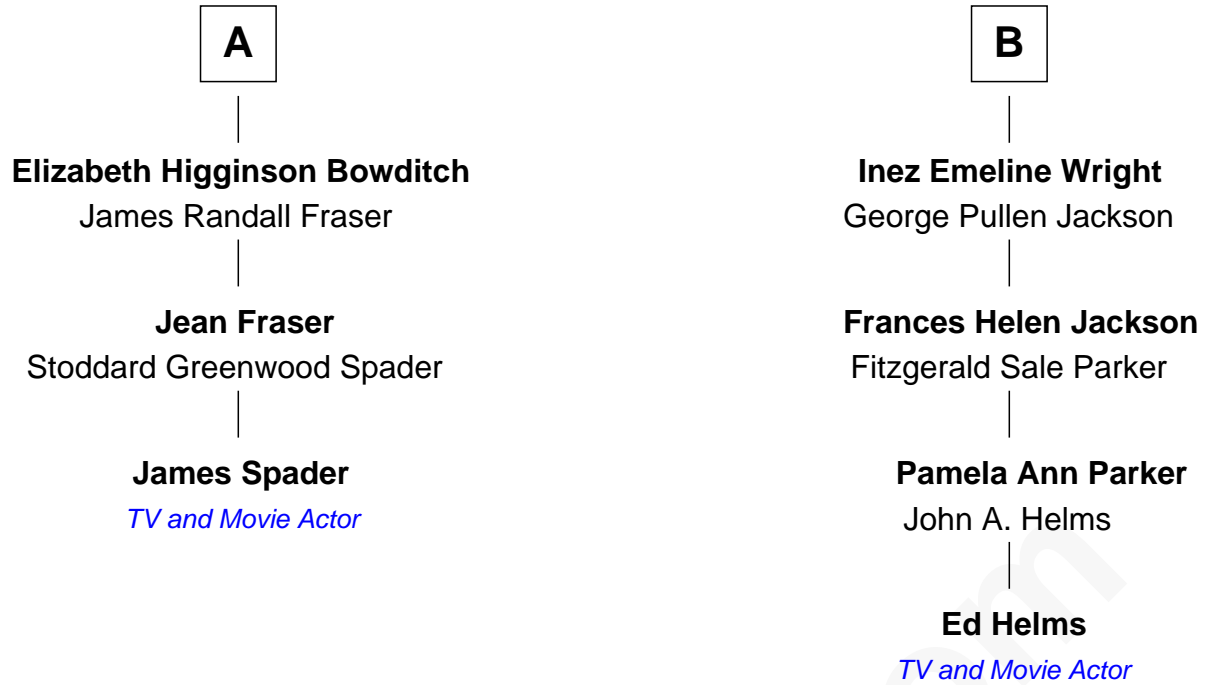 A
Elizabeth Higginson Bowditch
James Randall Fraser
Jean Fraser
Stoddard Greenwood Spader
James Spader
TV and Movie Actor
B
Inez Emeline Wright
George Pullen Jackson
Frances Helen Jackson
Fitzgerald Sale Parker
Pamela Ann Parker
John A. Helms
Ed Helms
TV and Movie Actor